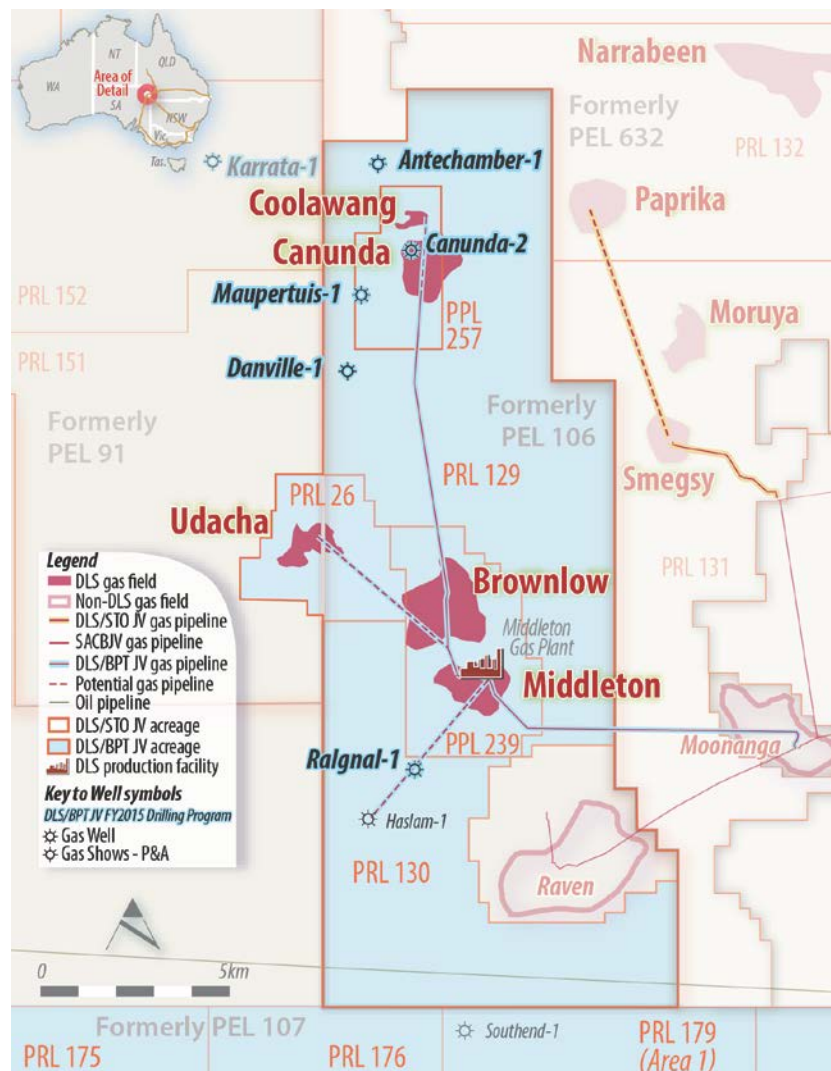 NT
QLD
WA
Area of
Detail
SA
NSW
Vic.
Tas.
Narrabeen
Formerly
PEL 632
PRL 132
Karrata-1
Antechamber-1
Coolawang
Paprika
Canunda
Canunda-2
PRL 152
Maupertuis-1
PPL
257
Moruya
PRL 151
Danville-1
Formerly
PEL 91
Formerly
PEL 106
PRL 129
Smegsy
PRL 26
Udacha
PRL 131
Brownlow
Middleton
Gas Plant
Middleton
PPL 239
Moonanga
Ralgnal-1
Haslam-1
PRL 130
Raven
Legend
DLS gas field
Non-DLS gas field
DLS/STO JV gas pipeline
SACBJV gas pipeline
DLS/BPT JV gas pipeline
Potential gas pipeline
Oil pipeline
DLS/STO JV acreage
DLS/BPT JV acreage
DLS production facility
Key to Well symbols
DLS/BPT JV FY2015 Drilling Program
Gas Well
Gas Shows - P&A
0 5km
Formerly PEL 107
Southend-1
PRL 175
PRL 176
PRL 179
(Area 1)